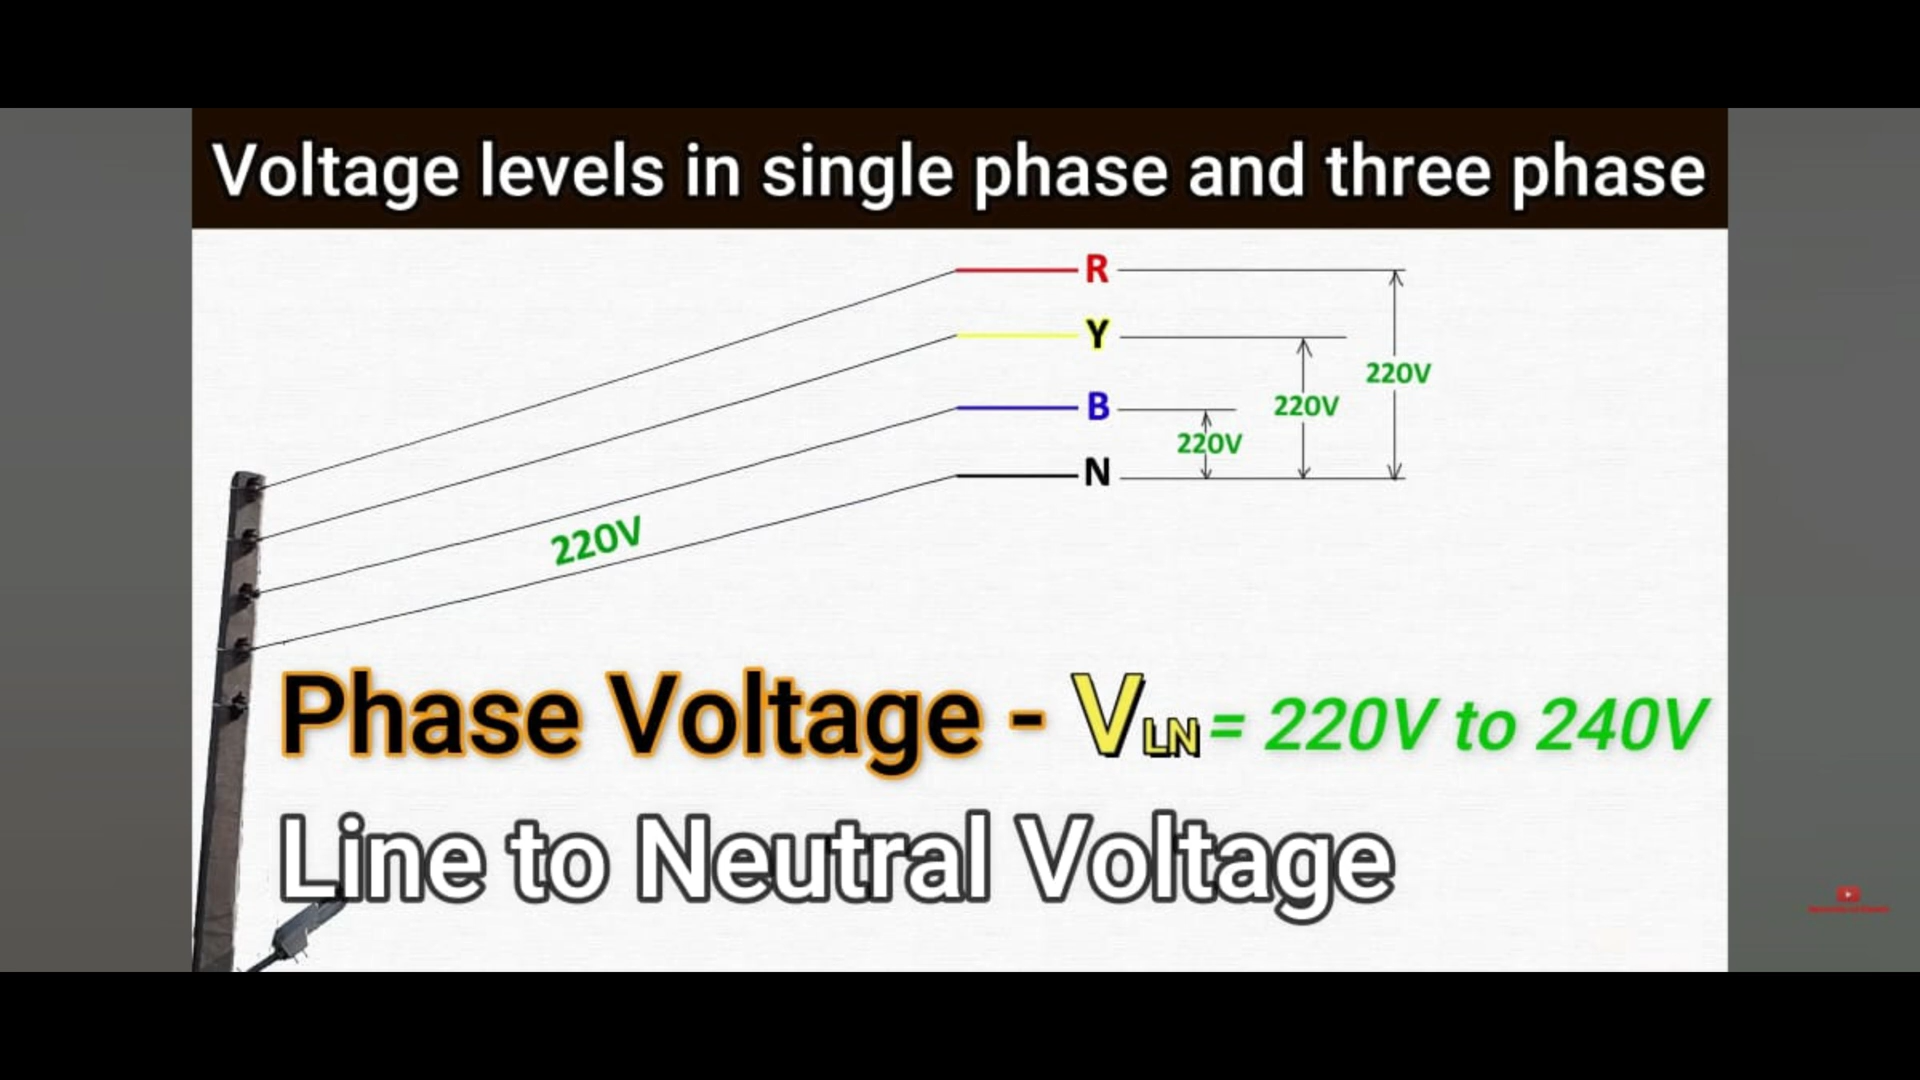 Voltage levels in single phase and three phase
R
Y
B
N
220V
220V
220V
220V
Phase Voltage - VLN = 220V to 240V
Line to Neutral Voltage